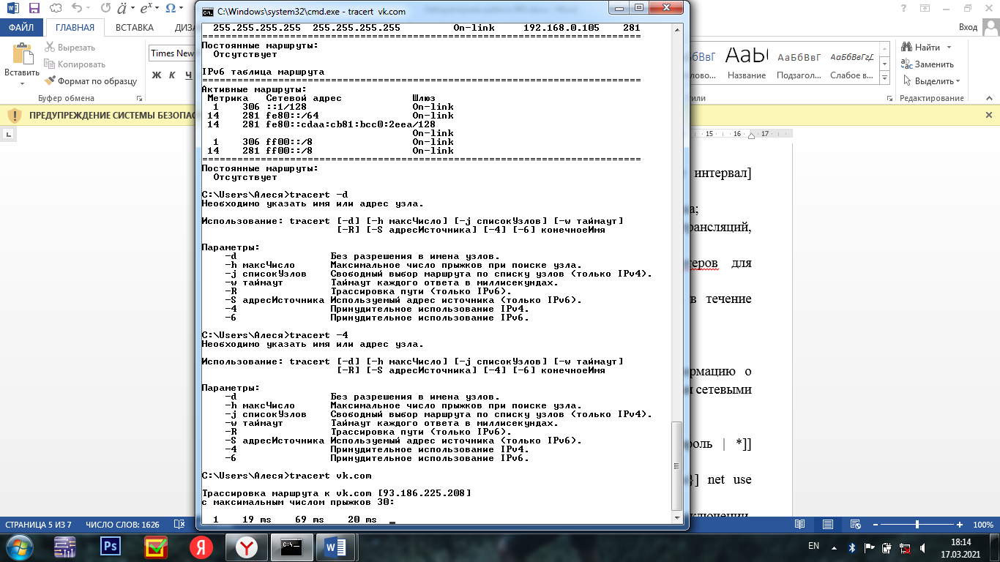 C:\Windows\system32\cmd.exe - tracert vk.com
ФАЙЛ ГЛАВНАЯ ВСТАВКА Вход
Вставить
Вырезать
Копировать
Формат по образцу
Буфер обмена
Times New
Ж К Ч
Название Подзагол... Слабое в...
Найти
Заменить
Выделить
Редактирование
ПРЕДУПРЕЖДЕНИЕ СИСТЕМЫ
15 16 17
255.255.255.255 255.255.255.255 On-link 192.168.0.105 281
===========================================================================
Постоянные маршруты:
Отсутствует
IPv6 таблица маршрута
===========================================================================
Активные маршруты:
Метрика Сетевой адрес Шлюз
1 306 ::1/128 On-link
14 281 fe80::/64 On-link
14 281 fe80::cdaa:cb81:bcc0:2eea/128
On-link
1 306 ff00::/8 On-link
14 281 ff00::/8 On-link
===========================================================================
Постоянные маршруты:
Отсутствует
C:\Users\Алеся>tracert -d
Необходимо указать имя или адрес узла.
Использование: tracert [-d] [-h максЧисло] [-j списокУзлов] [-w таймаут]
[-R] [-S адресИсточника] [-4] [-6] конечноеИмя
Параметры:
-d Без разрешения в имена узлов.
-h максЧисло Максимальное число прыжков при поиске узла.
-j списокУзлов Свободный выбор маршрута по списку узлов (только IPv4).
-w таймаут Таймаут каждого ответа в миллисекундах.
-R Трассировка пути (только IPv6).
-S адресИсточника Используемый адрес источника (только IPv6).
-4 Принудительное использование IPv4.
-6 Принудительное использование IPv6.
C:\Users\Алеся>tracert -4
Необходимо указать имя или адрес узла.
Использование: tracert [-d] [-h максЧисло] [-j списокУзлов] [-w таймаут]
[-R] [-S адресИсточника] [-4] [-6] конечноеИмя
Параметры:
-d Без разрешения в имена узлов.
-h максЧисло Максимальное число прыжков при поиске узла.
-j списокУзлов Свободный выбор маршрута по списку узлов (только IPv4).
-w таймаут Таймаут каждого ответа в миллисекундах.
-R Трассировка пути (только IPv6).
-S адресИсточника Используемый адрес источника (только IPv6).
-4 Принудительное использование IPv4.
-6 Принудительное использование IPv6.
C:\Users\Алеся>tracert vk.com
Трассировка маршрута к vk.com [93.186.225.208]
с максимальным числом прыжков 30:
1 19 ms 69 ms 20 ms
интервал]
для
в течение
о
сетевыми
| *]]
net use
СТРАНИЦА 5 ИЗ 7 ЧИСЛО СЛОВ: 1626 100%
EN 18:14
17.03.2021